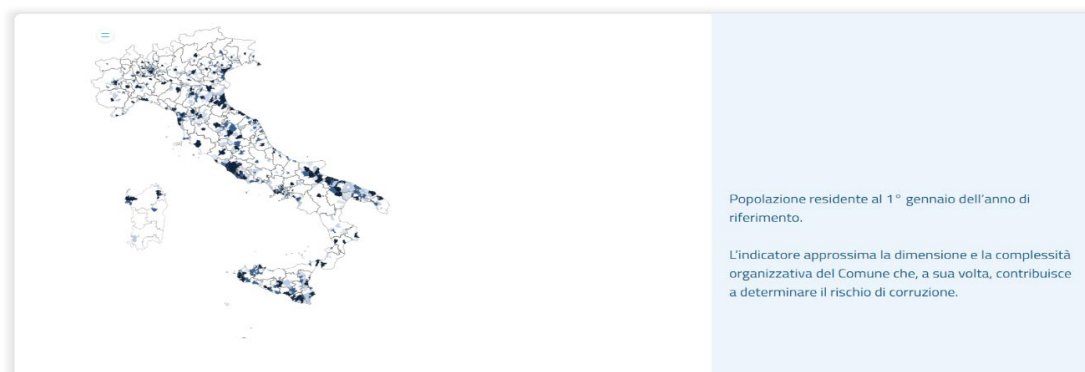 Popolazione residente al 1° gennaio dell'anno di
riferimento.
L'indicatore approssima la dimensione e la complessità
organizzativa del Comune che, a sua volta, contribuisce
a determinare il rischio di corruzione.